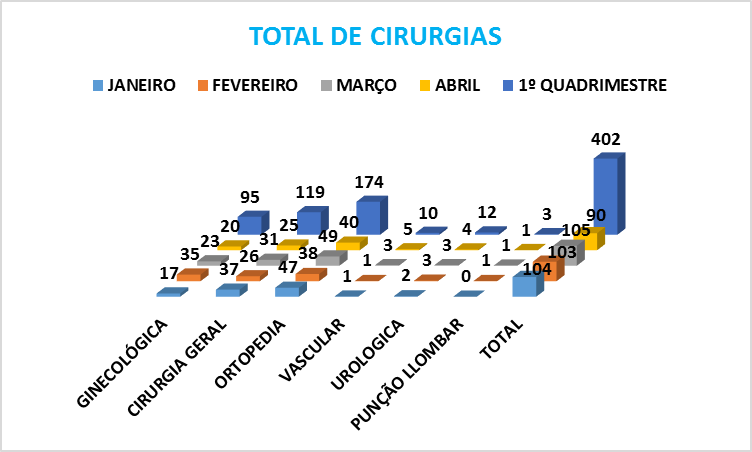 TOTAL DE CIRURGIAS
JANEIRO FEVEREIRO MARÇO ABRIL 1º QUADRIMESTRE
402
95 119 174 10 12 3
20 25 40 5 4 1 90
23 31 49 3 3 1 105
35 26 38 1 3 1 103
17 37 47 1 2 0 104
GINECOLÓGICA
CIRURGIA GERAL
ORTOPEDIA
VASCULAR
UROLOGICA
PUNÇÃO LLOMBAR
TOTAL